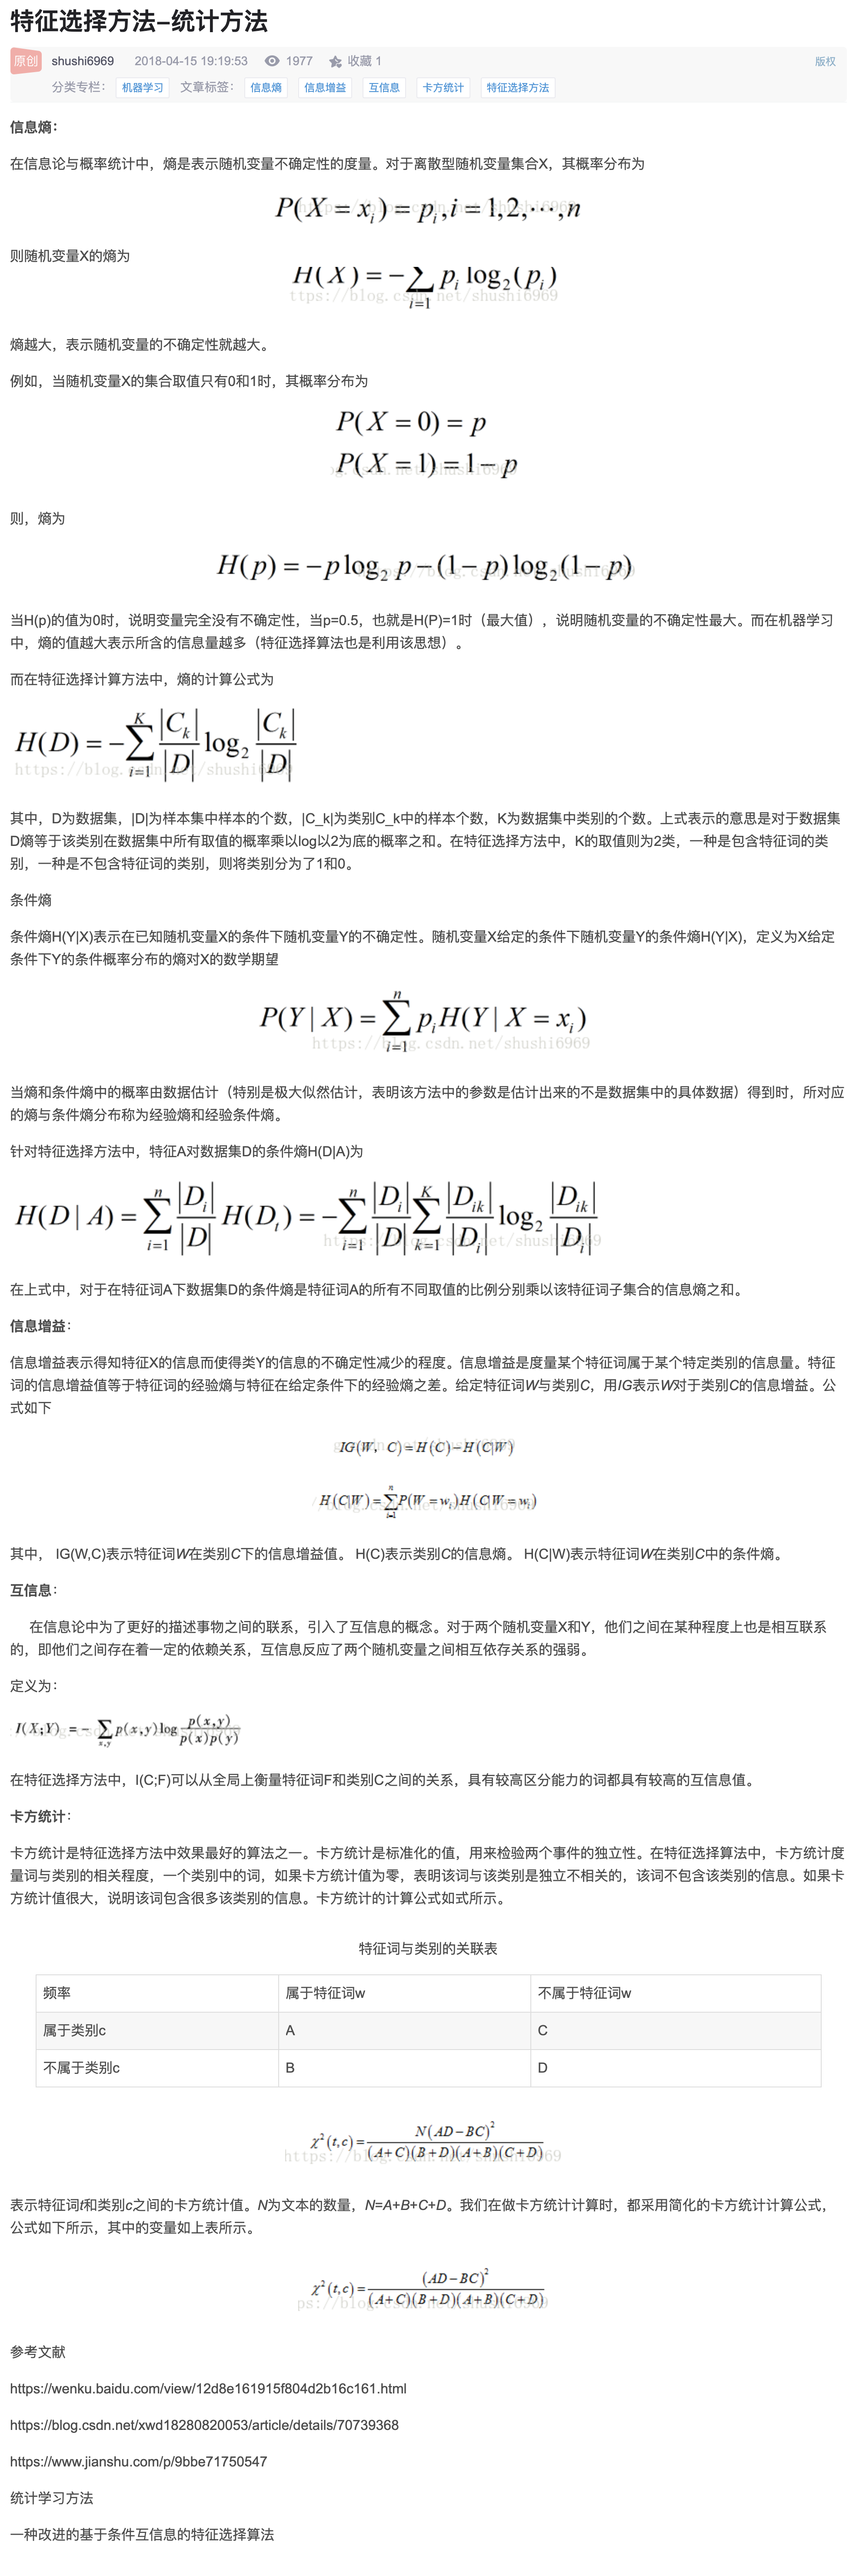 特征选择方法-统计方法
原创 shushi6969 2018-04-15 19:19:53 1977 收藏 1 版权
分类专栏： 机器学习 文章标签： 信息熵 信息增益 互信息 卡方统计 特征选择方法
信息熵：
在信息论与概率统计中，熵是表示随机变量不确定性的度量。对于离散型随机变量集合X，其概率分布为
P(X = x_i) = p_i, i = 1,2,⋯,n
则随机变量X的熵为
H(X) = −∑_{i=1} p_i log_2(p_i)
ttps://blog.csdn.net/shushi6969
熵越大，表示随机变量的不确定性就越大。
例如，当随机变量X的集合取值只有0和1时，其概率分布为
P(X = 0) = p
P(X = 1) = 1 − p
则，熵为
H(p) = −p log_2 p − (1 − p) log_2 (1 − p)
当H(p)的值为0时，说明变量完全没有不确定性，当p=0.5，也就是H(P)=1时（最大值），说明随机变量的不确定性最大。而在机器学习
中，熵的值越大表示所含的信息量越多（特征选择算法也是利用该思想）。
而在特征选择计算方法中，熵的计算公式为
H(D) = −∑_{i=1}^{K} |C_k|/|D| log_2 |C_k|/|D|
https://blog.csdn.net/shushi6969
其中，D为数据集，|D|为样本集中样本的个数，|C_k|为类别C_k中的样本个数，K为数据集中类别的个数。上式表示的意思是对于数据集
D熵等于该类别在数据集中所有取值的概率乘以log以2为底的概率之和。在特征选择方法中，K的取值则为2类，一种是包含特征词的类
别，一种是不包含特征词的类别，则将类别分为了1和0。
条件熵
条件熵H(Y|X)表示在已知随机变量X的条件下随机变量Y的不确定性。随机变量X给定的条件下随机变量Y的条件熵H(Y|X)，定义为X给定
条件下Y的条件概率分布的熵对X的数学期望
P(Y | X) = ∑_{i=1}^{n} p_i H(Y | X = x_i)
https://blog.csdn.net/shushi6969
当熵和条件熵中的概率由数据估计（特别是极大似然估计，表明该方法中的参数是估计出来的不是数据集中的具体数据）得到时，所对应
的熵与条件熵分布称为经验熵和经验条件熵。
针对特征选择方法中，特征A对数据集D的条件熵H(D|A)为
H(D | A) = ∑_{i=1}^{n} |D_i|/|D| H(D_t) = −∑_{i=1}^{n} |D_i|/|D| ∑_{k=1}^{K} |D_ik|/|D_i| log_2 |D_ik|/|D_i|
https://blog.csdn.net/shushi6969
在上式中，对于在特征词A下数据集D的条件熵是特征词A的所有不同取值的比例分别乘以该特征词子集合的信息熵之和。
信息增益：
信息增益表示得知特征X的信息而使得类Y的信息的不确定性减少的程度。信息增益是度量某个特征词属于某个特定类别的信息量。特征
词的信息增益值等于特征词的经验熵与特征在给定条件下的经验熵之差。给定特征词W与类别C，用IG表示W对于类别C的信息增益。公
式如下
IG(W, C) = H(C) − H(C|W)
H(C|W) = ∑_{i=1}^{n} P(W = w_i) H(C|W = w_i)
其中， IG(W,C)表示特征词W在类别C下的信息增益值。 H(C)表示类别C的信息熵。 H(C|W)表示特征词W在类别C中的条件熵。
互信息：
在信息论中为了更好的描述事物之间的联系，引入了互信息的概念。对于两个随机变量X和Y，他们之间在某种程度上也是相互联系
的，即他们之间存在着一定的依赖关系，互信息反应了两个随机变量之间相互依存关系的强弱。
定义为：
I(X;Y) = − ∑_{x,y} p(x,y) log p(x,y)/p(x)p(y)
在特征选择方法中，I(C;F)可以从全局上衡量特征词F和类别C之间的关系，具有较高区分能力的词都具有较高的互信息值。
卡方统计：
卡方统计是特征选择方法中效果最好的算法之一。卡方统计是标准化的值，用来检验两个事件的独立性。在特征选择算法中，卡方统计度
量词与类别的相关程度，一个类别中的词，如果卡方统计值为零，表明该词与该类别是独立不相关的，该词不包含该类别的信息。如果卡
方统计值很大，说明该词包含很多该类别的信息。卡方统计的计算公式如式所示。
特征词与类别的关联表
频率 属于特征词w 不属于特征词w
属于类别c A C
不属于类别c B D
χ²(t,c) = N(AD−BC)²/(A+C)(B+D)(A+B)(C+D)
https://blog.csdn.net/shushi6969
表示特征词t和类别c之间的卡方统计值。N为文本的数量，N=A+B+C+D。我们在做卡方统计计算时，都采用简化的卡方统计计算公式，
公式如下所示，其中的变量如上表所示。
χ²(t,c) = (AD−BC)²/(A+C)(B+D)(A+B)(C+D)
ps://blog.csdn.net/shushi6969
参考文献
https://wenku.baidu.com/view/12d8e161915f804d2b16c161.html
https://blog.csdn.net/xwd18280820053/article/details/70739368
https://www.jianshu.com/p/9bbe71750547
统计学习方法
一种改进的基于条件互信息的特征选择算法